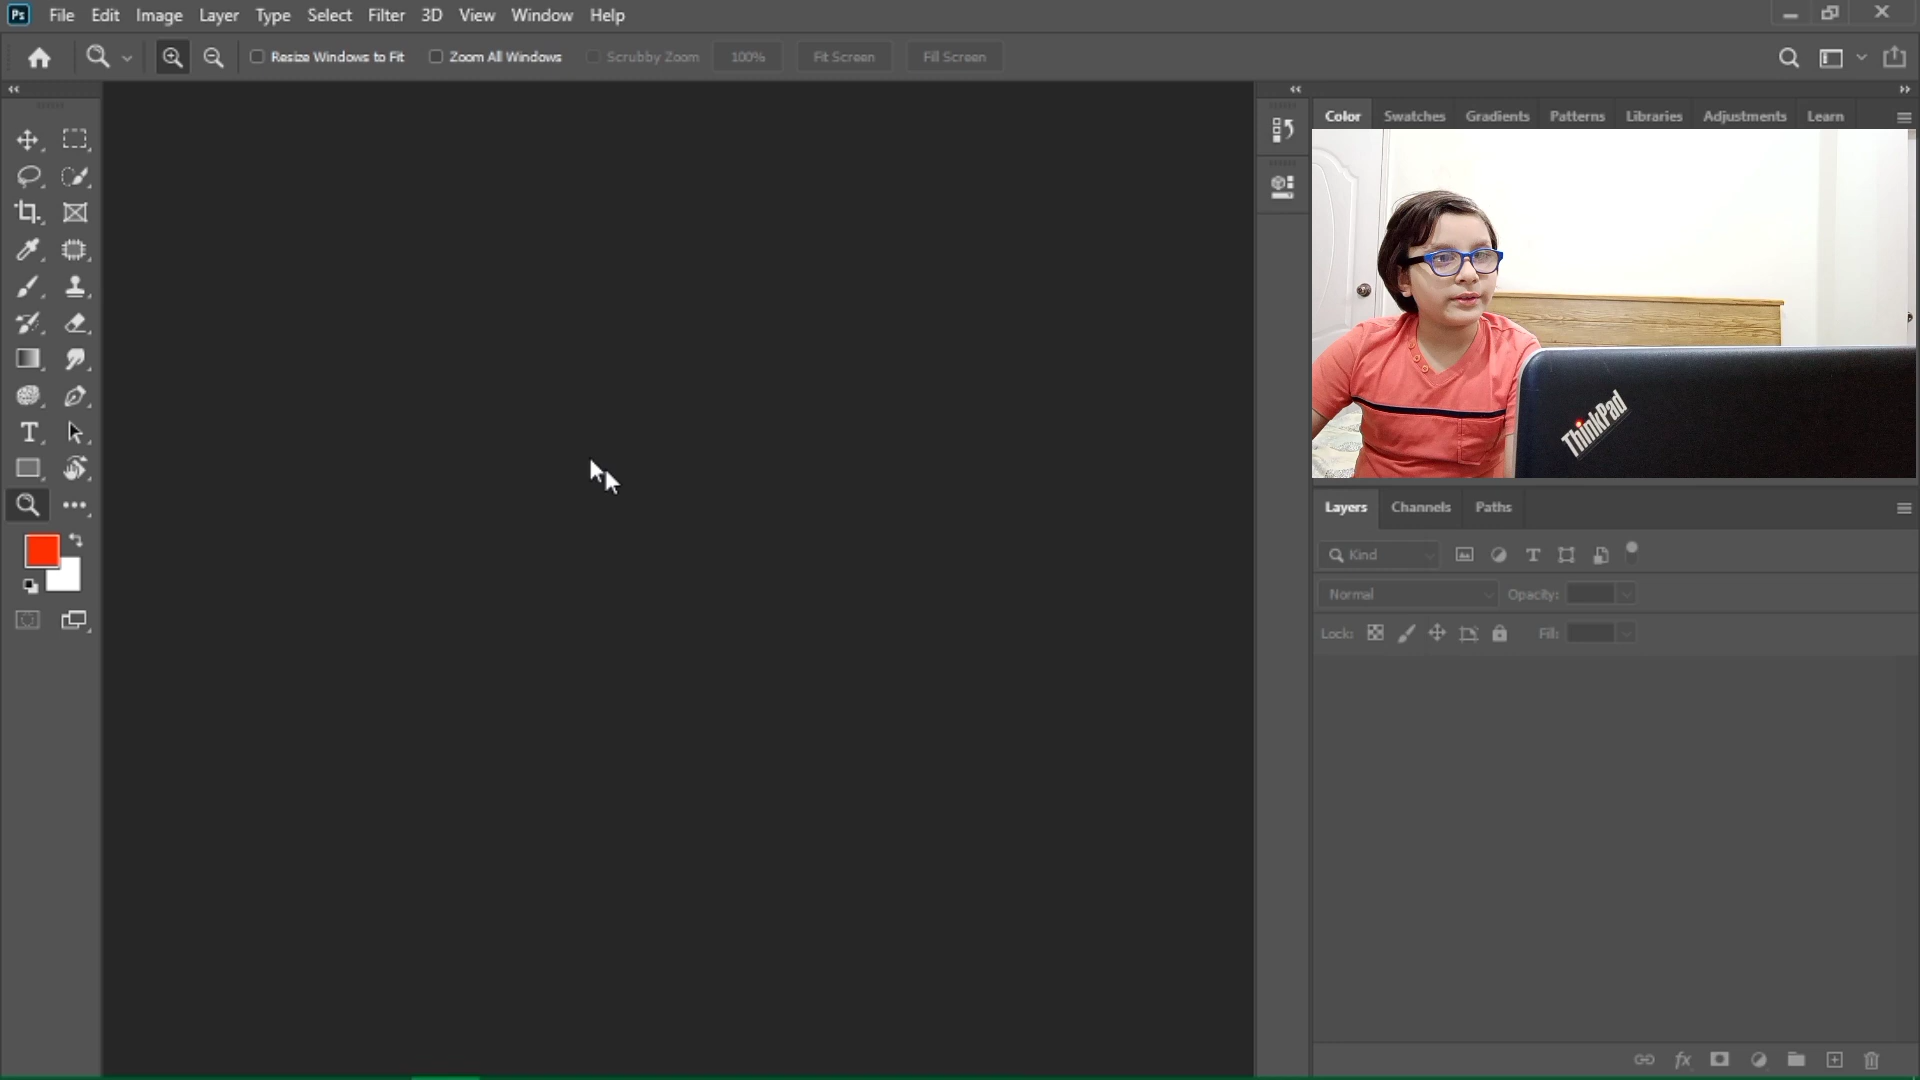 Ps File Edit Image Layer Type Select Filter 3D View Window Help
Resize Windows to Fit Zoom All Windows Scrubby Zoom 100% Fit Screen Fill Screen
Color Swatches Gradients Patterns Libraries Adjustments Learn
ThinkPad
Layers Channels Paths
Kind
Normal Opacity:
Lock: Fill:
fx